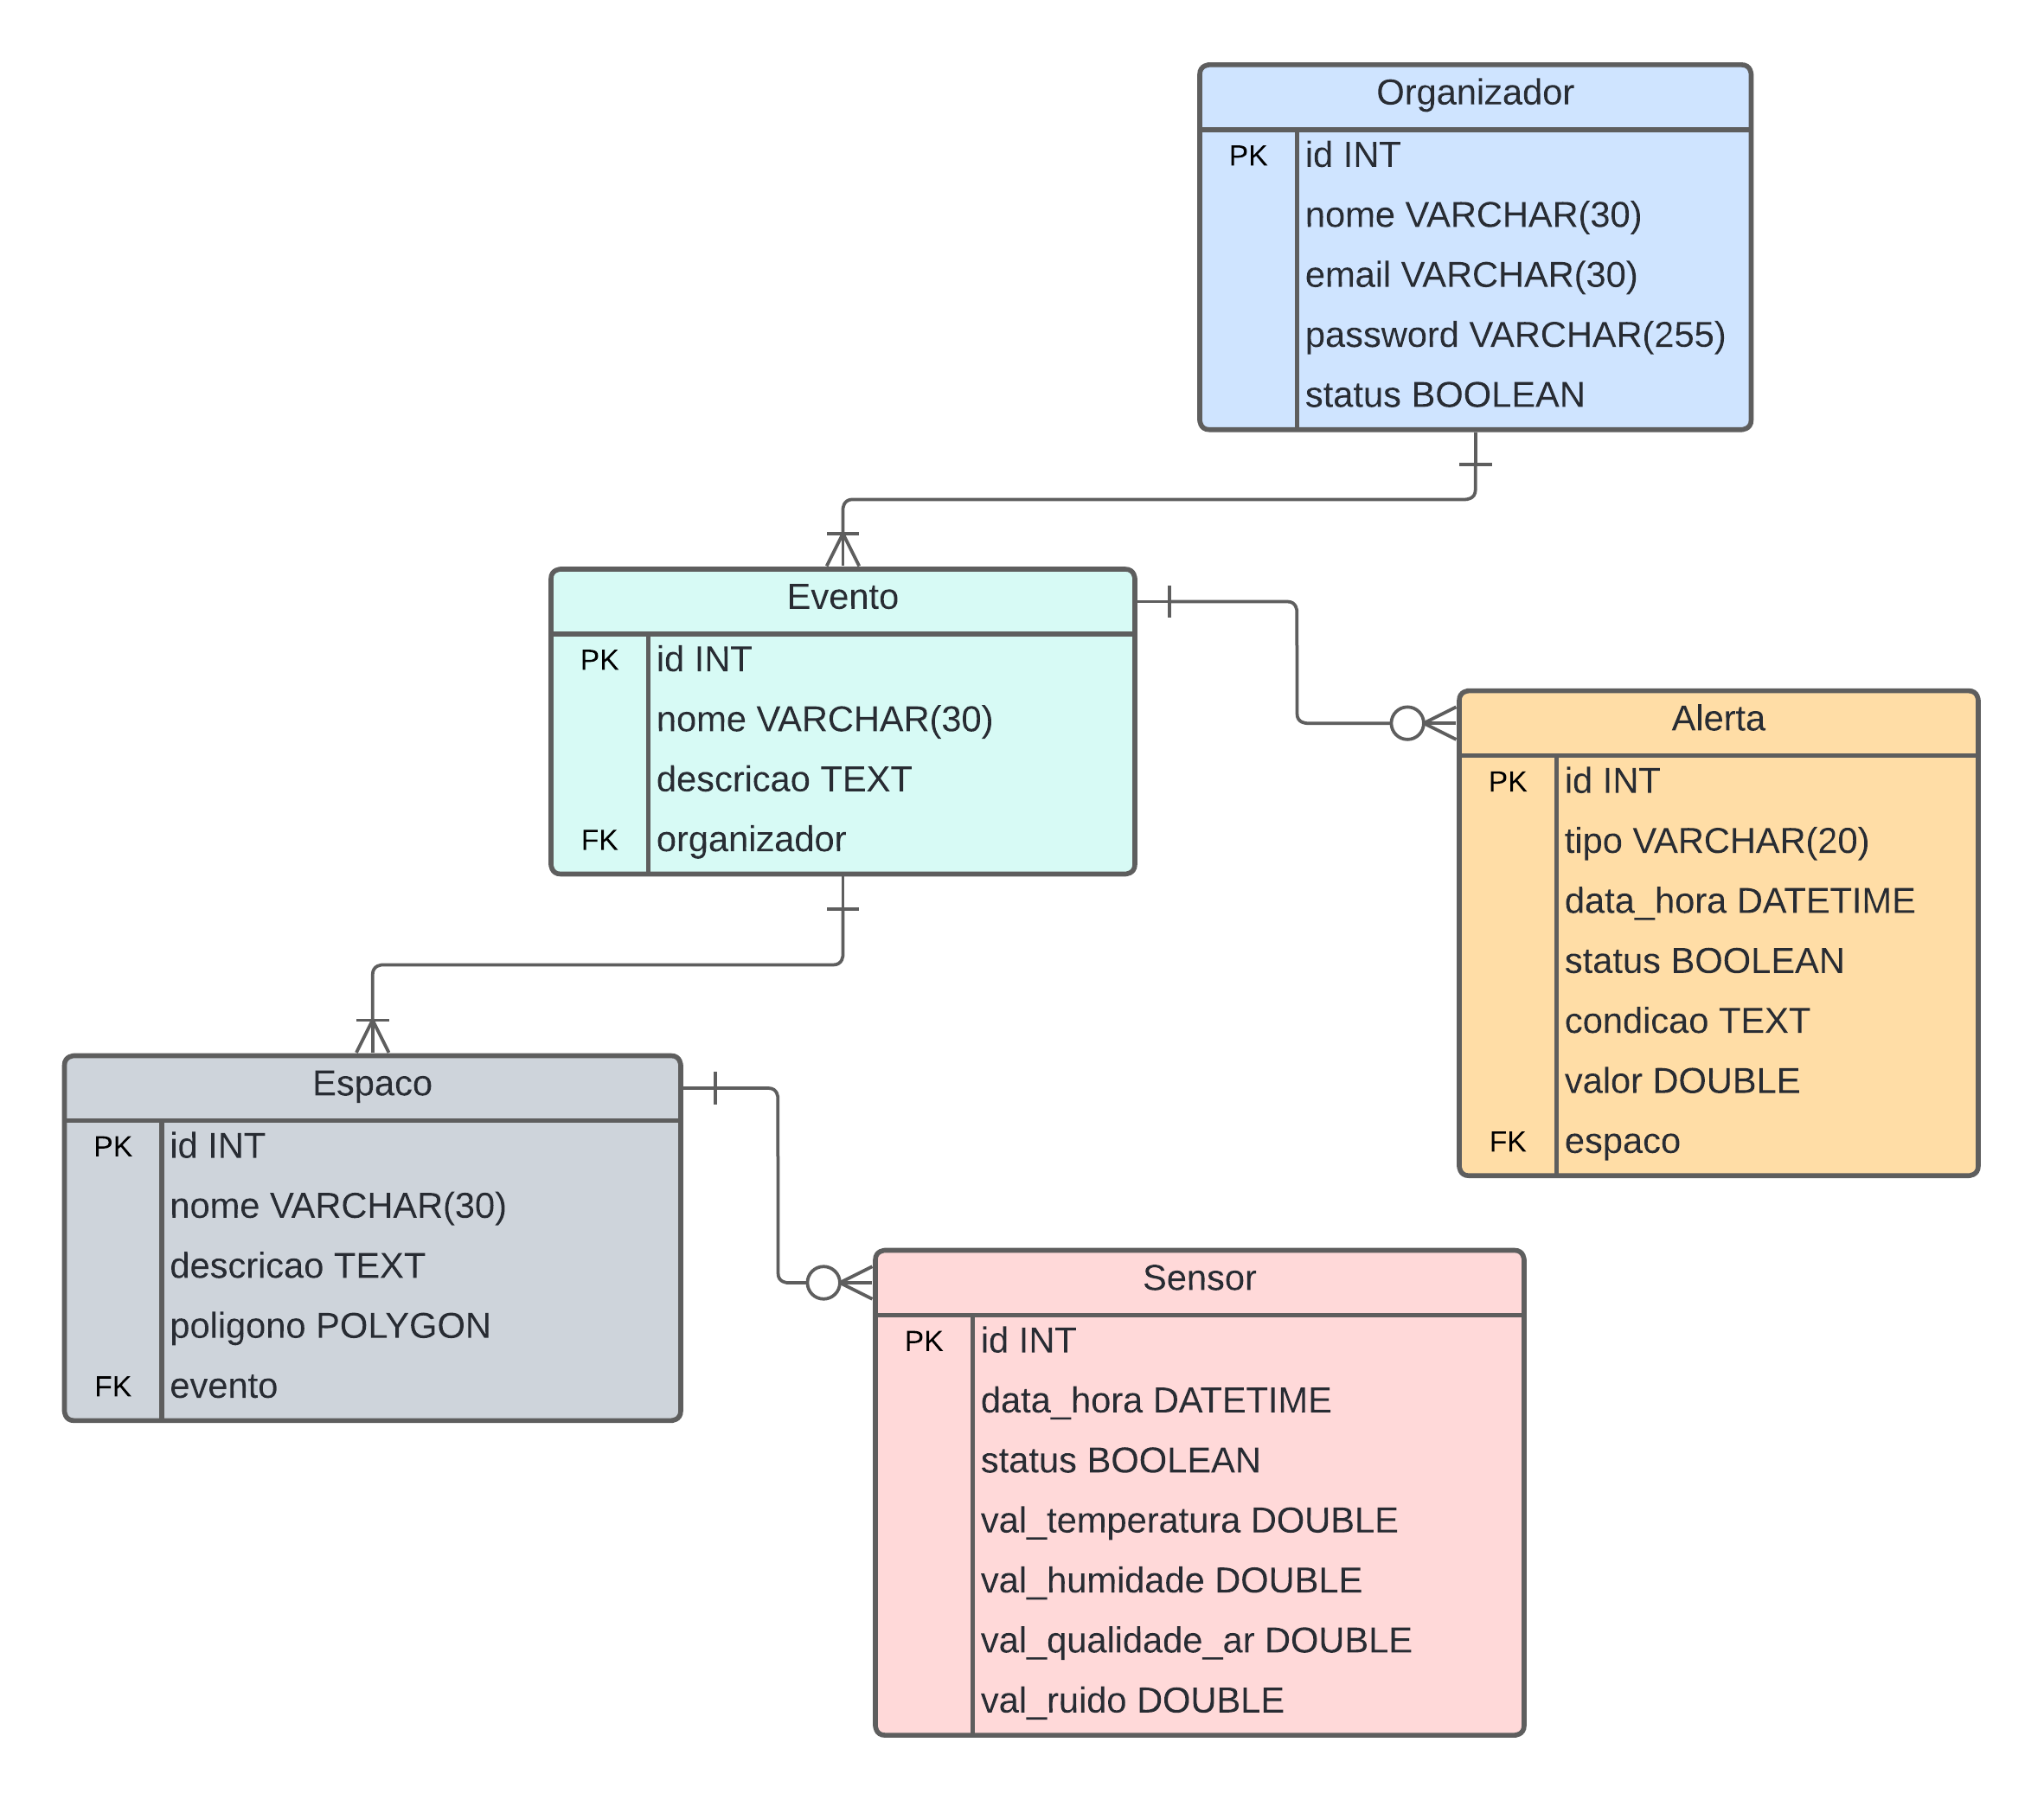 Organizador
PK id INT
nome VARCHAR(30)
email VARCHAR(30)
password VARCHAR(255)
status BOOLEAN
Evento
PK id INT
nome VARCHAR(30)
descricao TEXT
FK organizador
Alerta
PK id INT
tipo VARCHAR(20)
data_hora DATETIME
status BOOLEAN
condicao TEXT
valor DOUBLE
FK espaco
Espaco
PK id INT
nome VARCHAR(30)
descricao TEXT
poligono POLYGON
FK evento
Sensor
PK id INT
data_hora DATETIME
status BOOLEAN
val_temperatura DOUBLE
val_humidade DOUBLE
val_qualidade_ar DOUBLE
val_ruido DOUBLE